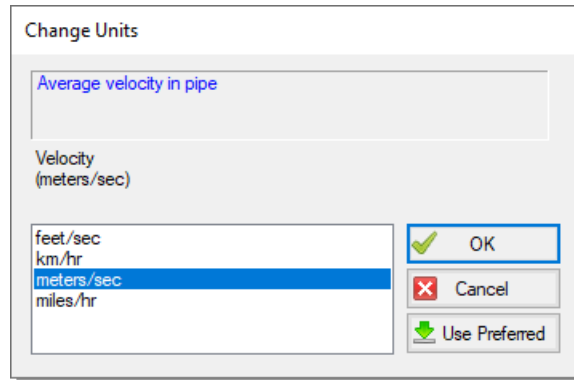 Change Units
Average velocity in pipe
Velocity
(meters/sec)
feet/sec
km/hr
meters/sec
miles/hr
OK
Cancel
Use Preferred